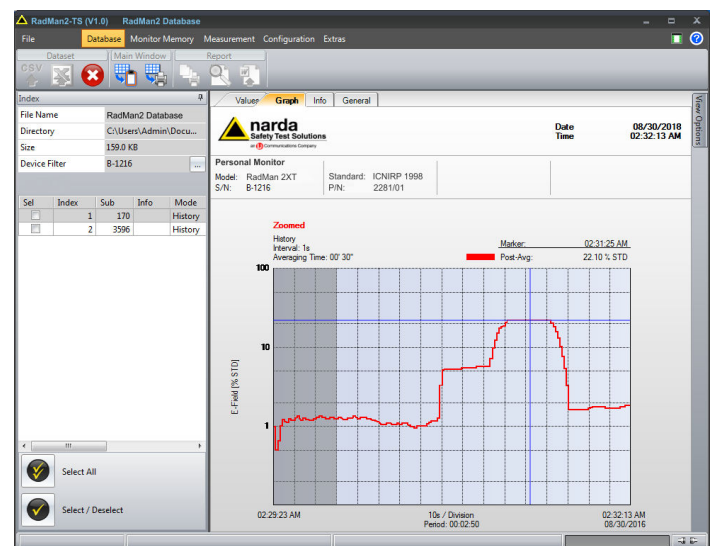 RadMan2-TS (V1.0) RadMan2 Database
File Database Monitor Memory Measurement Configuration Extras
Dataset Main Window Report
CSV
Index
File Name RadMan2 Database
Directory C:\Users\Admin\Docu...
Size 159.0 KB
Device Filter B-1216 ...
Sel Index Sub Info Mode
1 170 History
2 3596 History
Select All
Select / Deselect
Values Graph Info General
View Options
narda
Safety Test Solutions
an Communications Company
Date 08/30/2018
Time 02:32:13 AM
Personal Monitor
Model: RadMan 2XT Standard: ICNIRP 1998
S/N: B-1216 P/N: 2281/01
Zoomed
History
Interval: 1s
Averaging Time: 00' 30"
Marker: 02:31:25 AM
Post-Avg: 22.10 % STD
100
10
1
E-Field [% STD]
02:29:23 AM 10s / Division 02:32:13 AM
Period: 00:02:50 08/30/2016